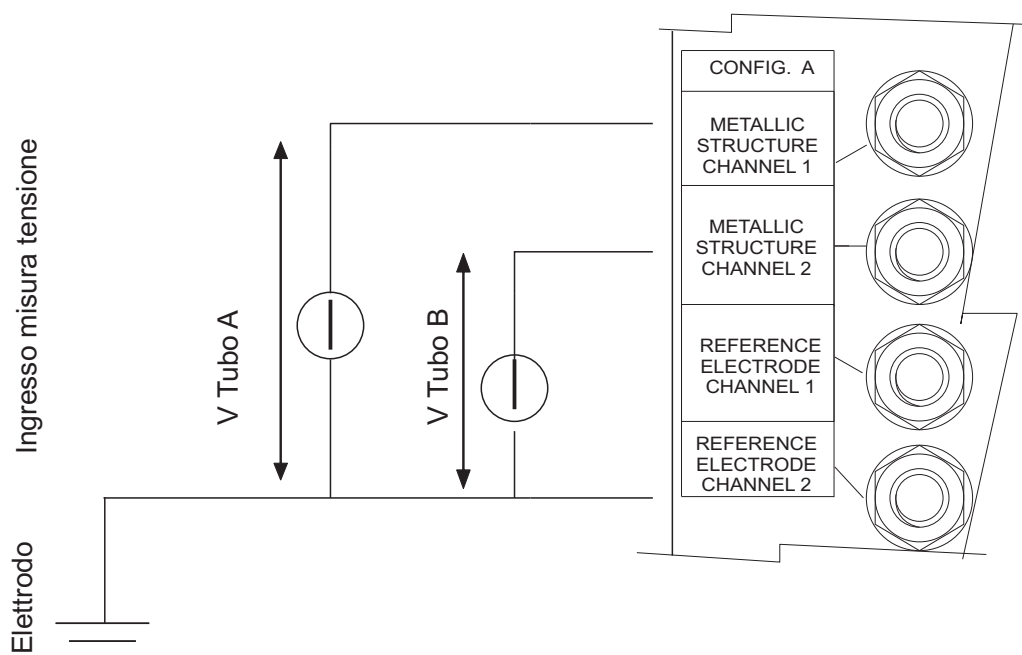 Ingresso misura tensione
Elettrodo
V Tubo A
V Tubo B
CONFIG. A
METALLIC
STRUCTURE
CHANNEL 1
METALLIC
STRUCTURE
CHANNEL 2
REFERENCE
ELECTRODE
CHANNEL 1
REFERENCE
ELECTRODE
CHANNEL 2